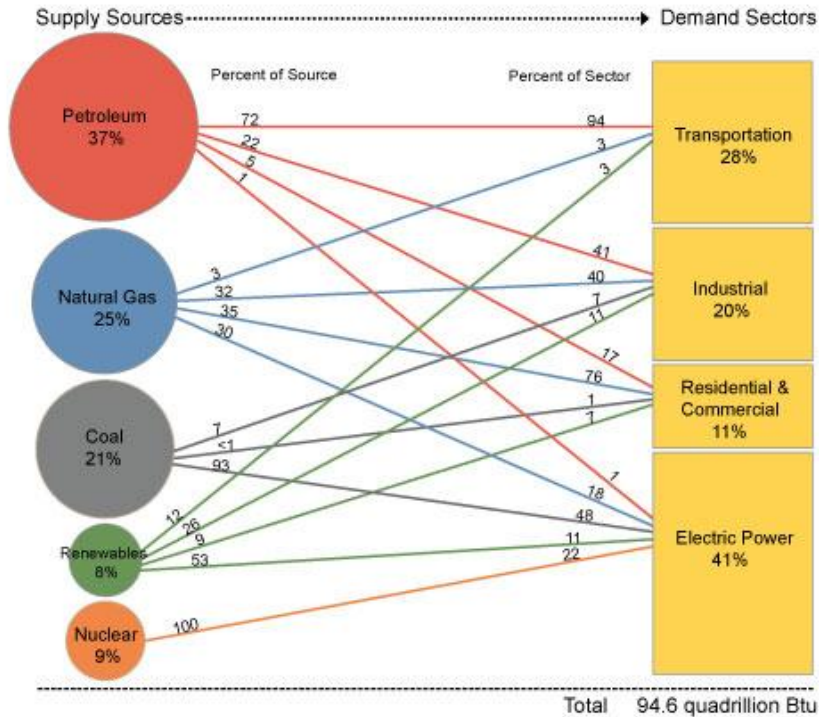 Supply Sources
Demand Sectors
Percent of Source
Percent of Sector
Petroleum
37%
72
22
5
1
94
3
3
Transportation
28%
Natural Gas
25%
3
32
35
30
41
40
7
11
Industrial
20%
Coal
21%
7
<1
93
17
76
1
7
Residential &
Commercial
11%
Renewables
8%
12
26
9
53
1
18
48
11
22
Electric Power
41%
Nuclear
9%
100
Total 94.6 quadrillion Btu